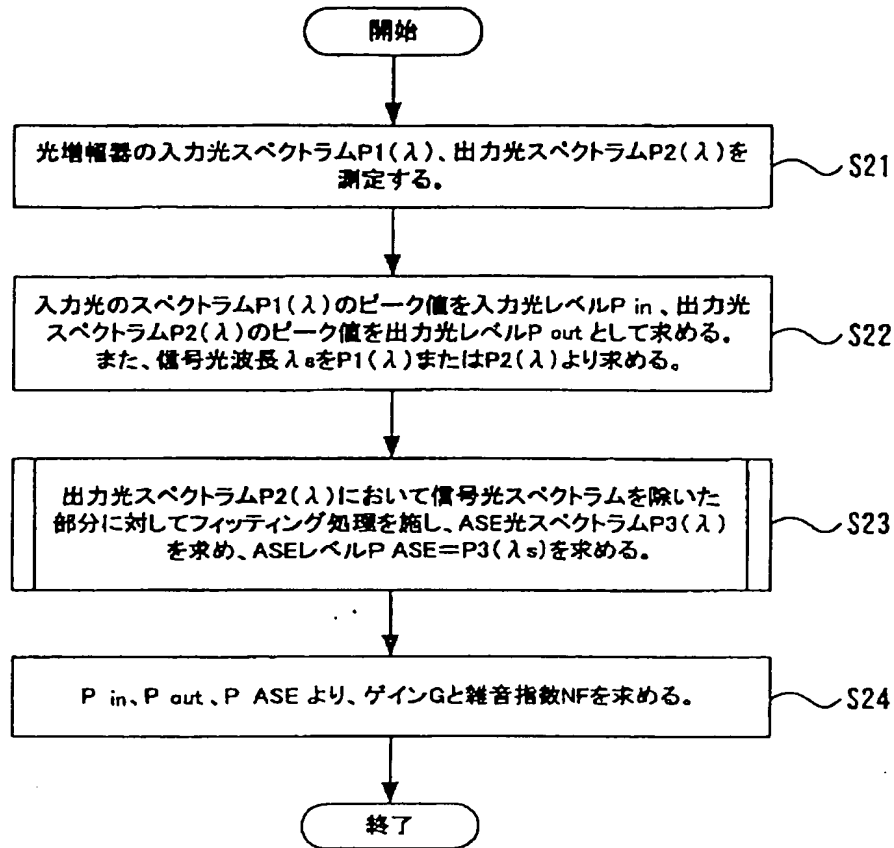 開始
光増幅器の入力光スペクトラムP1(λ)、出力光スペクトラムP2(λ)を
測定する。
S21
入力光のスペクトラムP1(λ)のピーク値を入力光レベルP in 、出力光
スペクトラムP2(λ)のピーク値を出力光レベルP out として求める。
また、信号光波長λsをP1(λ)またはP2(λ)より求める。
S22
出力光スペクトラムP2(λ)において信号光スペクトラムを除いた
部分に対してフィッティング処理を施し、ASE光スペクトラムP3(λ)
を求め、ASEレベルP ASE=P3(λs)を求める。
S23
P in、P out 、P ASE より、ゲインGと雑音指数NFを求める。
S24
終了